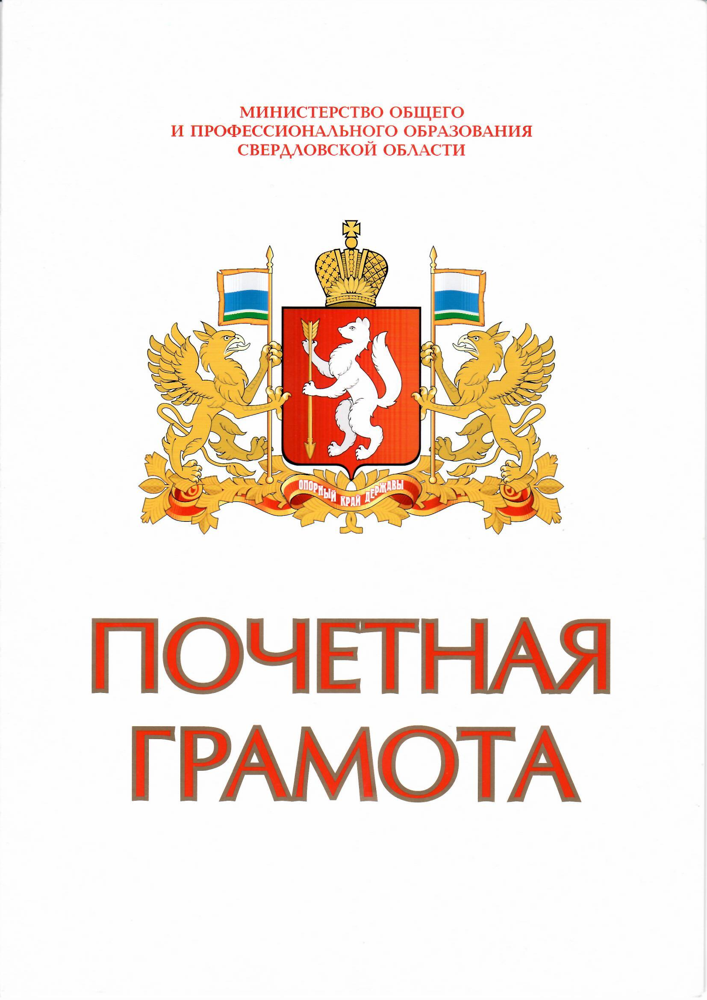 МИНИСТЕРСТВО ОБЩЕГО
И ПРОФЕССИОНАЛЬНОГО ОБРАЗОВАНИЯ
СВЕРДЛОВСКОЙ ОБЛАСТИ
ОПОРНЫЙ КРАЙ ДЕРЖАВЫ
ПОЧЕТНАЯ
ГРАМОТА